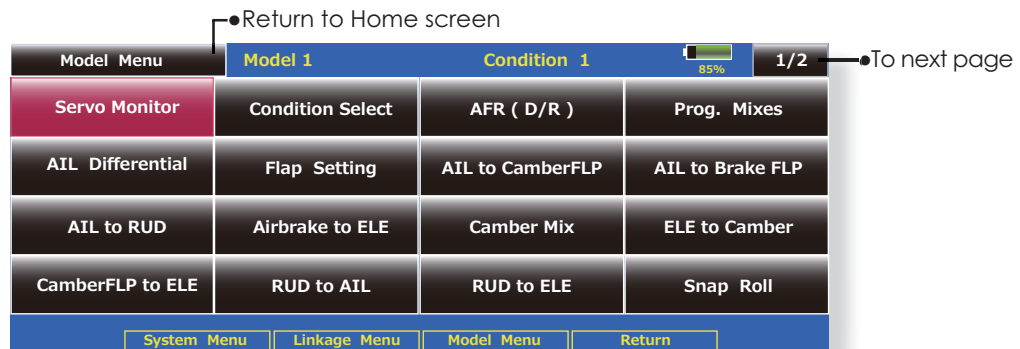 Return to Home screen
Model Menu Model 1 Condition 1 85% 1/2 To next page
Servo Monitor Condition Select AFR ( D/R ) Prog. Mixes
AIL Differential Flap Setting AIL to CamberFLP AIL to Brake FLP
AIL to RUD Airbrake to ELE Camber Mix ELE to Camber
CamberFLP to ELE RUD to AIL RUD to ELE Snap Roll
System Menu Linkage Menu Model Menu Return